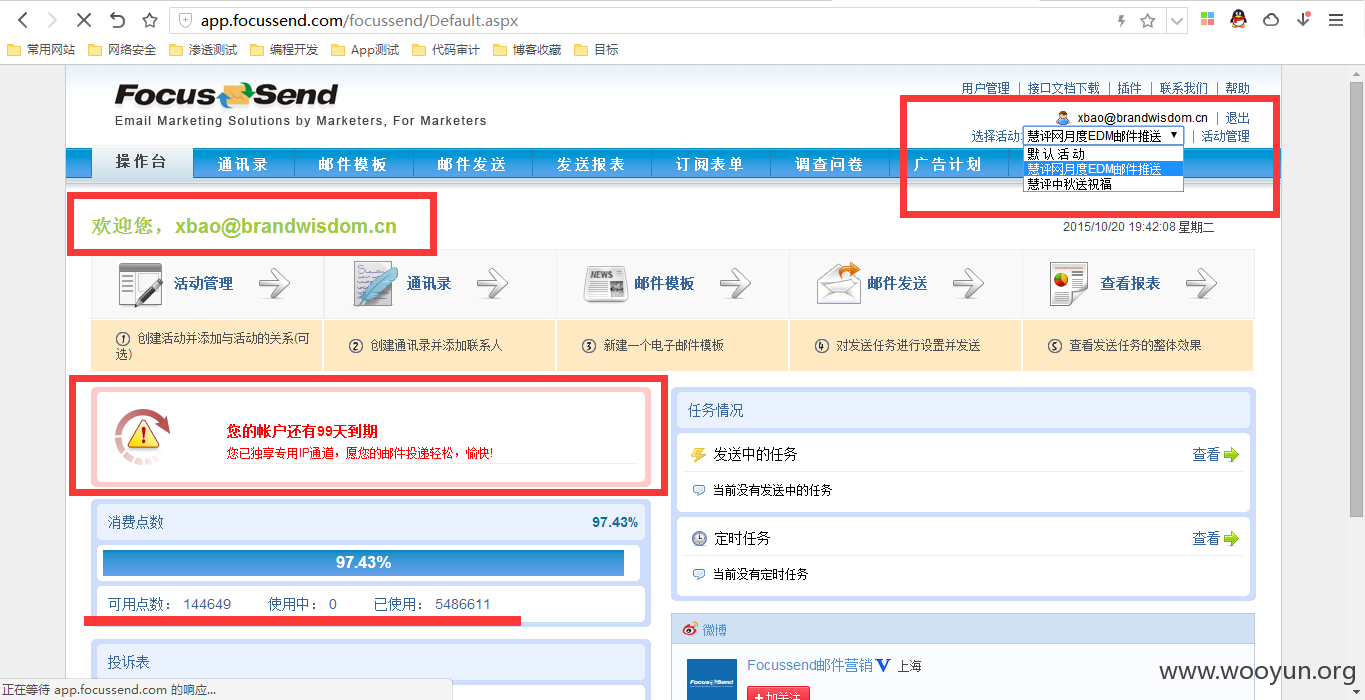 app.focussend.com/focussend/Default.aspx
常用网站 网络安全 渗透测试 编程开发 App测试 代码审计 博客收藏 目标
Focus Send
Email Marketing Solutions by Marketers, For Marketers
用户管理 | 接口文档下载 | 插件 | 联系我们 | 帮助
xbao@brandwisdom.cn | 退出
选择活动: 慧评网月度EDM邮件推送 | 活动管理
默认活动
慧评网月度EDM邮件推送
慧评中秋送祝福
操作台 通讯录 邮件模板 邮件发送 发送报表 订阅表单 调查问卷 广告计划
欢迎您，xbao@brandwisdom.cn
2015/10/20 19:42:08 星期二
活动管理 通讯录 NEWS 邮件模板 邮件发送 查看报表
① 创建活动并添加与活动的关系(可选)
② 创建通讯录并添加联系人
③ 新建一个电子邮件模板
④ 对发送任务进行设置并发送
⑤ 查看发送任务的整体效果
您的帐户还有99天到期
您已独享专用IP通道，愿您的邮件投递轻松，愉快!
消费点数 97.43%
97.43%
可用点数： 144649 使用中： 0 已使用： 5486611
投诉表
任务情况
发送中的任务 查看
当前没有发送中的任务
定时任务 查看
当前没有定时任务
微博
Focussend邮件营销 V 上海
Focus Send
+加关注
www.wooyun.org
正在等待 app.focussend.com 的响应...